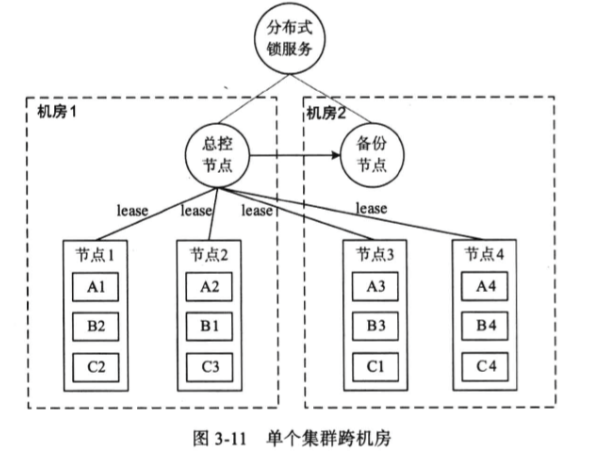 分布式
锁服务
机房1
机房2
总控
节点
备份
节点
lease
lease
lease
lease
节点1
A1
B2
C2
节点2
A2
B1
C3
节点3
A3
B3
C1
节点4
A4
B4
C4
图 3-11 单个集群跨机房